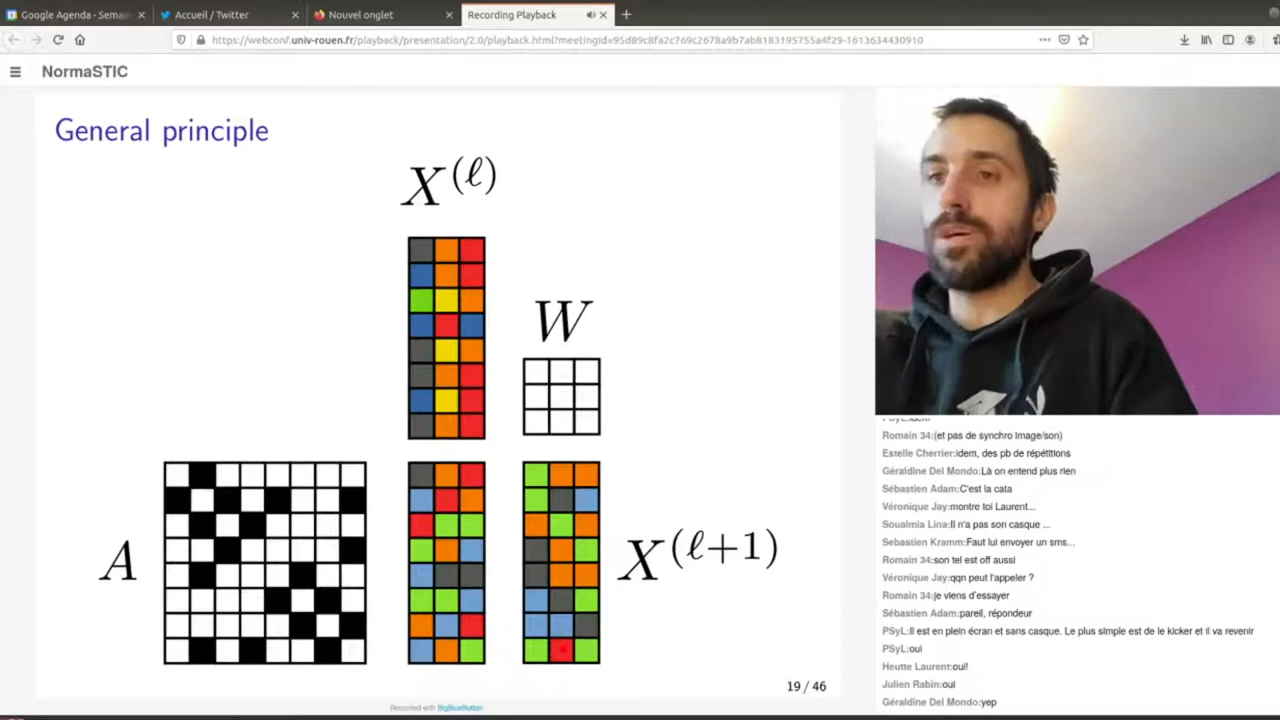 Google Agenda - Semai
Accueil / Twitter
Nouvel onglet
Recording Playback
https://webconf.univ-rouen.fr/playback/presentation/2.0/playback.html?meetingId=95d89c8fa2c769c2678a9b7ab8183195755a4f29-1613634430910
NormaSTIC
General principle
X^(ℓ)
W
A
X^(ℓ+1)
19 / 46
Recorded with BigBlueButton
Romain 34:(et pas de synchro image/son)
Estelle Cherrier:idem, des pb de répétitions
Géraldine Del Mondo:Là on entend plus rien
Sébastien Adam:C'est la cata
Véronique Jay:montre toi Laurent...
Soualmia Lina:Il n'a pas son casque ...
Sebastien Kramm:Faut lui envoyer un sms...
Romain 34:son tel est off aussi
Véronique Jay:qqn peut l'appeler ?
Romain 34:je viens d'essayer
Sébastien Adam:pareil, répondeur
PSyL:Il est en plein écran et sans casque. Le plus simple est de le kicker et il va revenir
PSyL:oui
Heutte Laurent:oui!
Julien Rabin:oui
Géraldine Del Mondo:yep